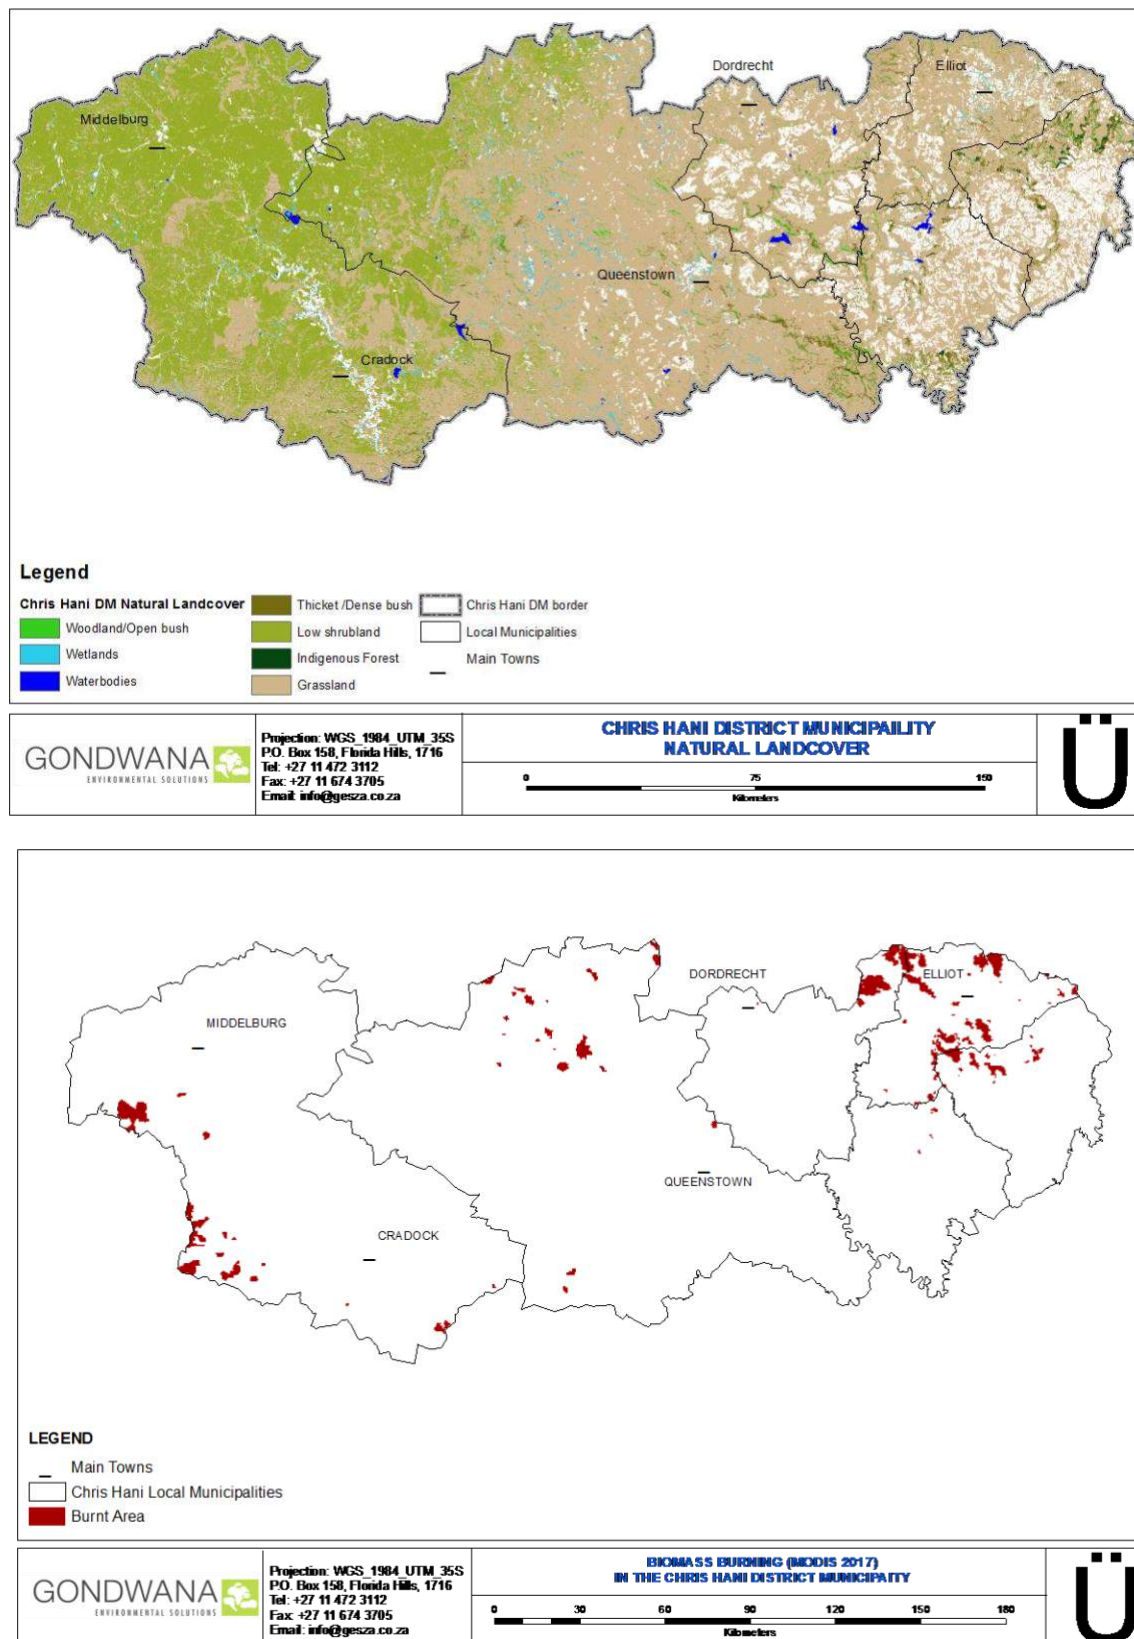 Dordrecht
Elliot
Middelburg
Queenstown
Cradock
Legend
Chris Hani DM Natural Landcover
Woodland/Open bush
Wetlands
Waterbodies
Thicket /Dense bush
Low shrubland
Indigenous Forest
Grassland
Chris Hani DM border
Local Municipalities
Main Towns
GONDWANA
ENVIRONMENTAL SOLUTIONS
Projection: WGS_1984_UTM_35S
P.O. Box 158, Florida Hills, 1716
Tel: +27 11 472 3112
Fax: +27 11 674 3705
Email: info@gesza.co.za
CHRIS HANI DISTRICT MUNICIPAILITY
NATURAL LANDCOVER
0 75 150
Kilometers
Ü
DORDRECHT
ELLIOT
MIDDELBURG
QUEENSTOWN
CRADOCK
LEGEND
Main Towns
Chris Hani Local Municipalities
Burnt Area
GONDWANA
ENVIRONMENTAL SOLUTIONS
Projection: WGS_1984_UTM_35S
P.O. Box 158, Florida Hills, 1716
Tel: +27 11 472 3112
Fax: +27 11 674 3705
Email: info@gesza.co.za
BIOMASS BURNING (MODIS 2017)
IN THE CHRIS HANI DISTRICT MUNICIPAITY
0 30 60 90 120 150 180
Kilometers
Ü